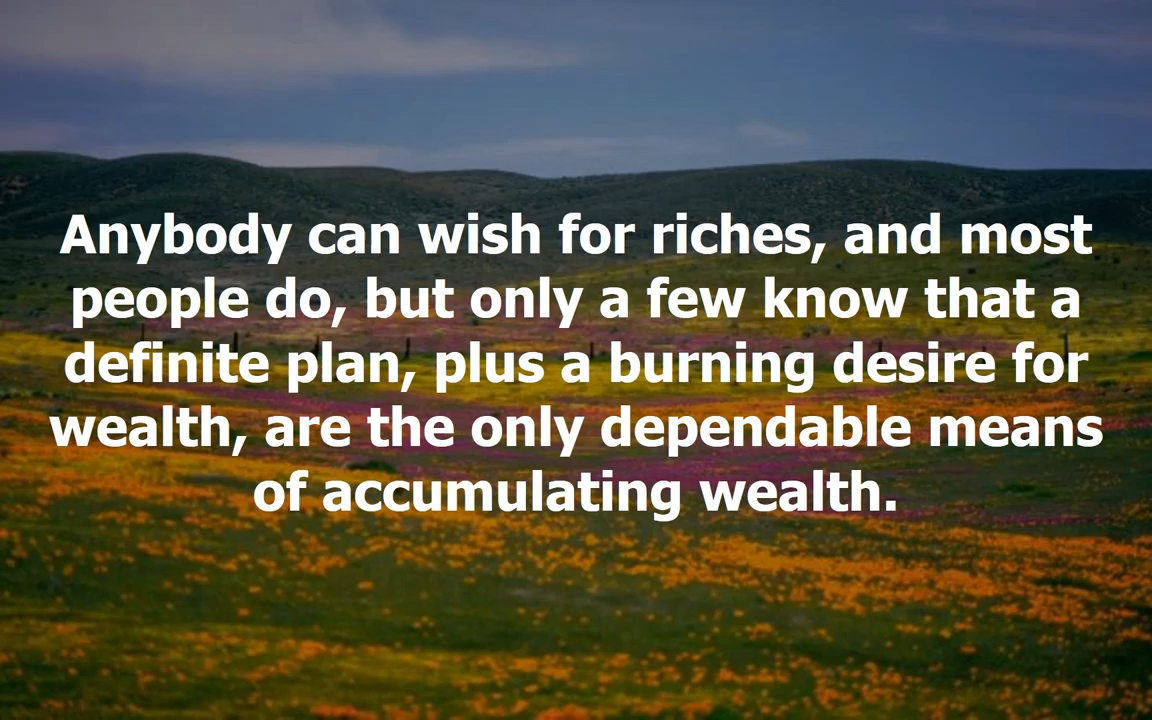 Anybody can wish for riches, and most
people do, but only a few know that a
definite plan, plus a burning desire for
wealth, are the only dependable means
of accumulating wealth.